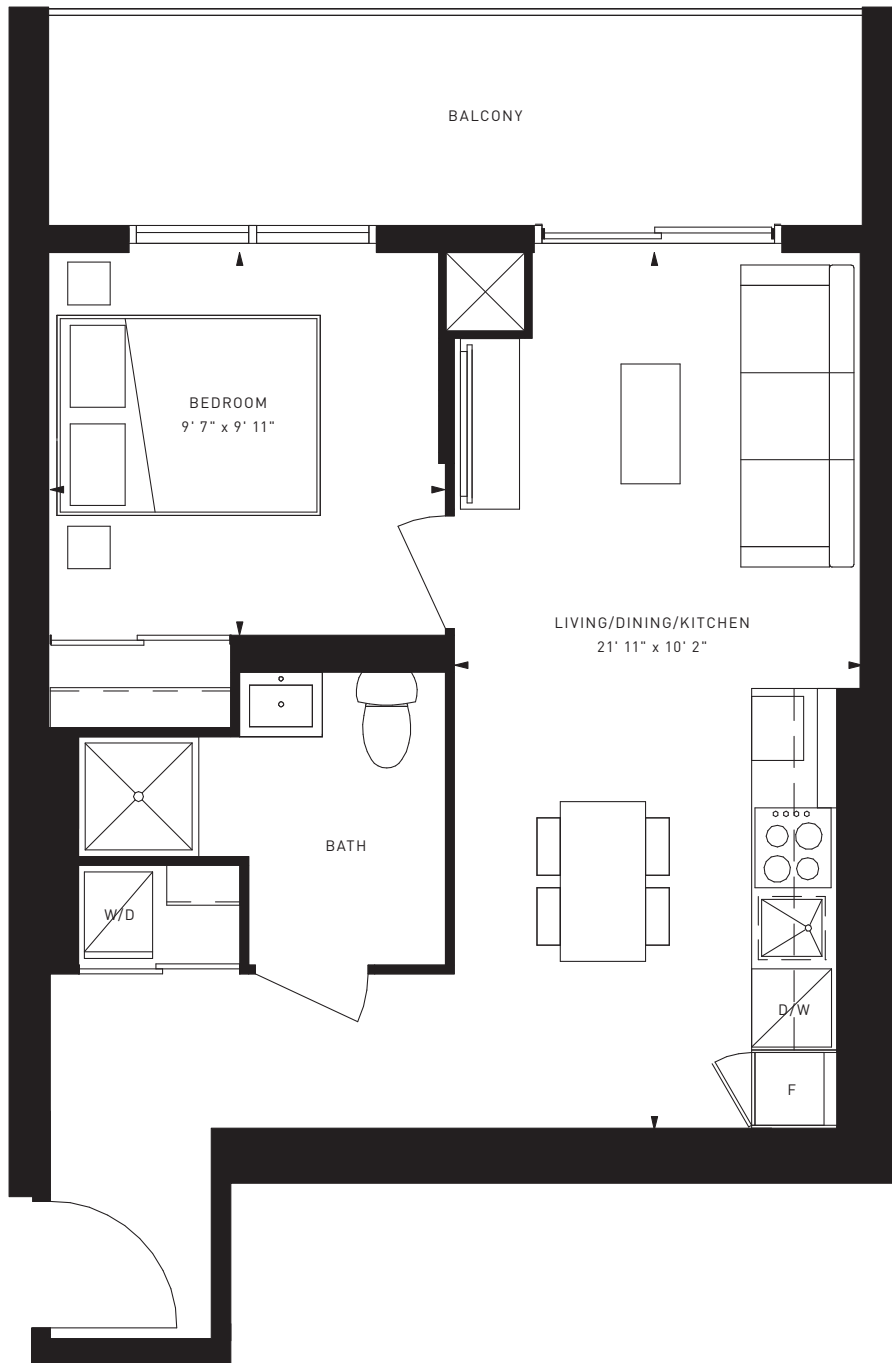 BALCONY
BEDROOM
9' 7" x 9' 11"
LIVING/DINING/KITCHEN
21' 11" x 10' 2"
BATH
W/D
D/W
F